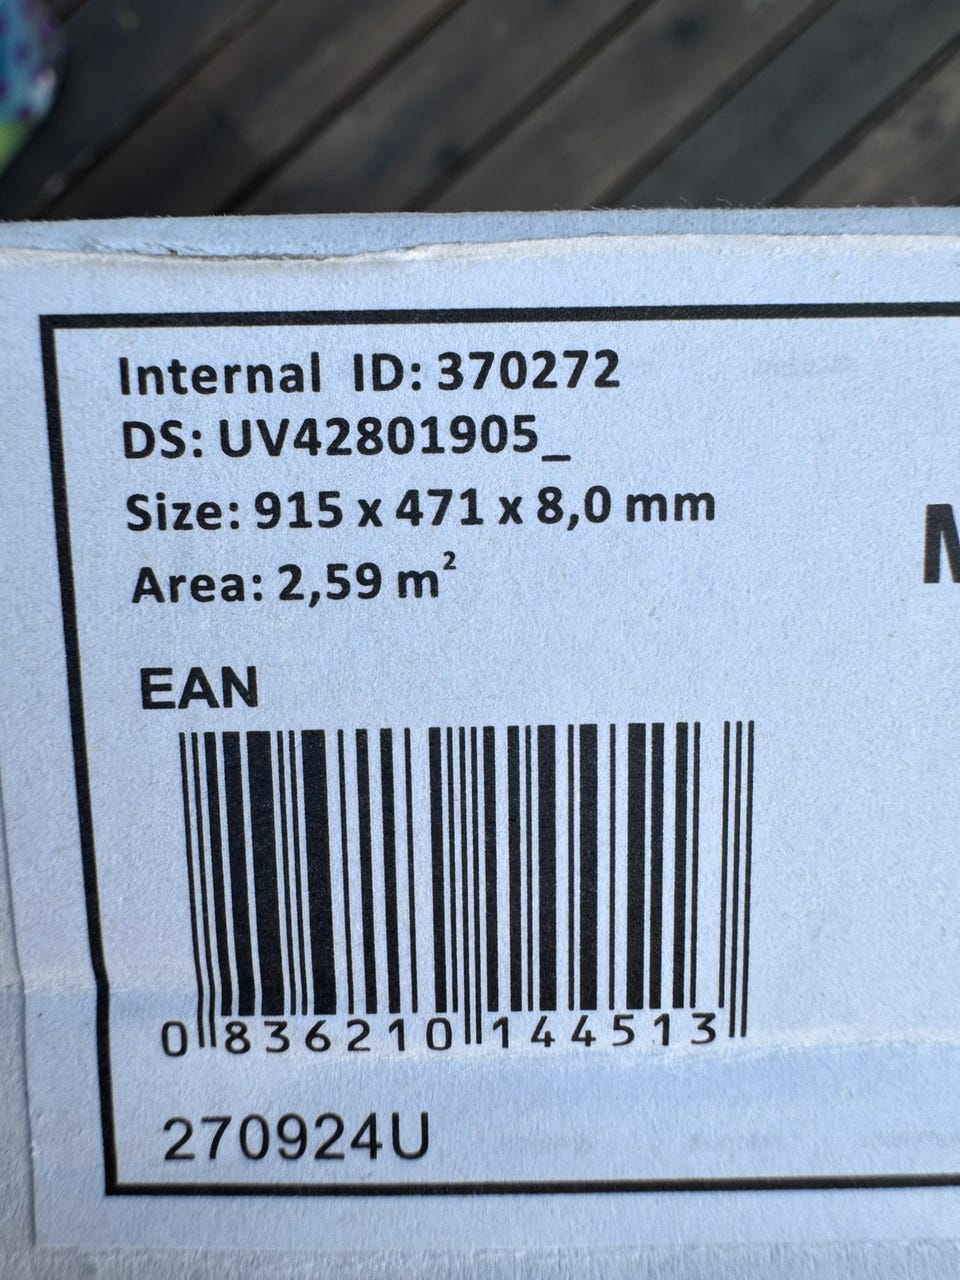 Internal ID: 370272
DS: UV42801905_
Size: 915 x 471 x 8,0 mm
Area: 2,59 m²
EAN
0 836210 144513
270924U